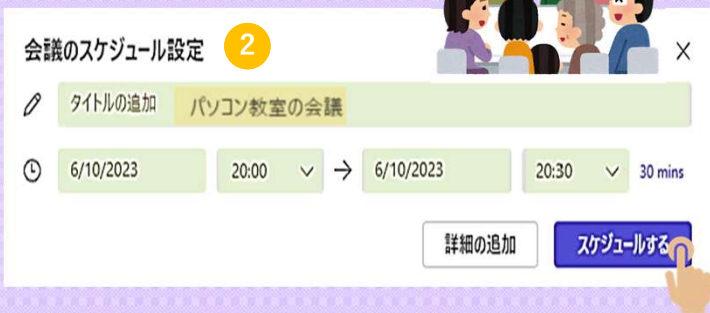 会議のスケジュール設定 2 X
タイトルの追加 パソコン教室の会議
6/10/2023 20:00 → 6/10/2023 20:30 30 mins
詳細の追加 スケジュールする